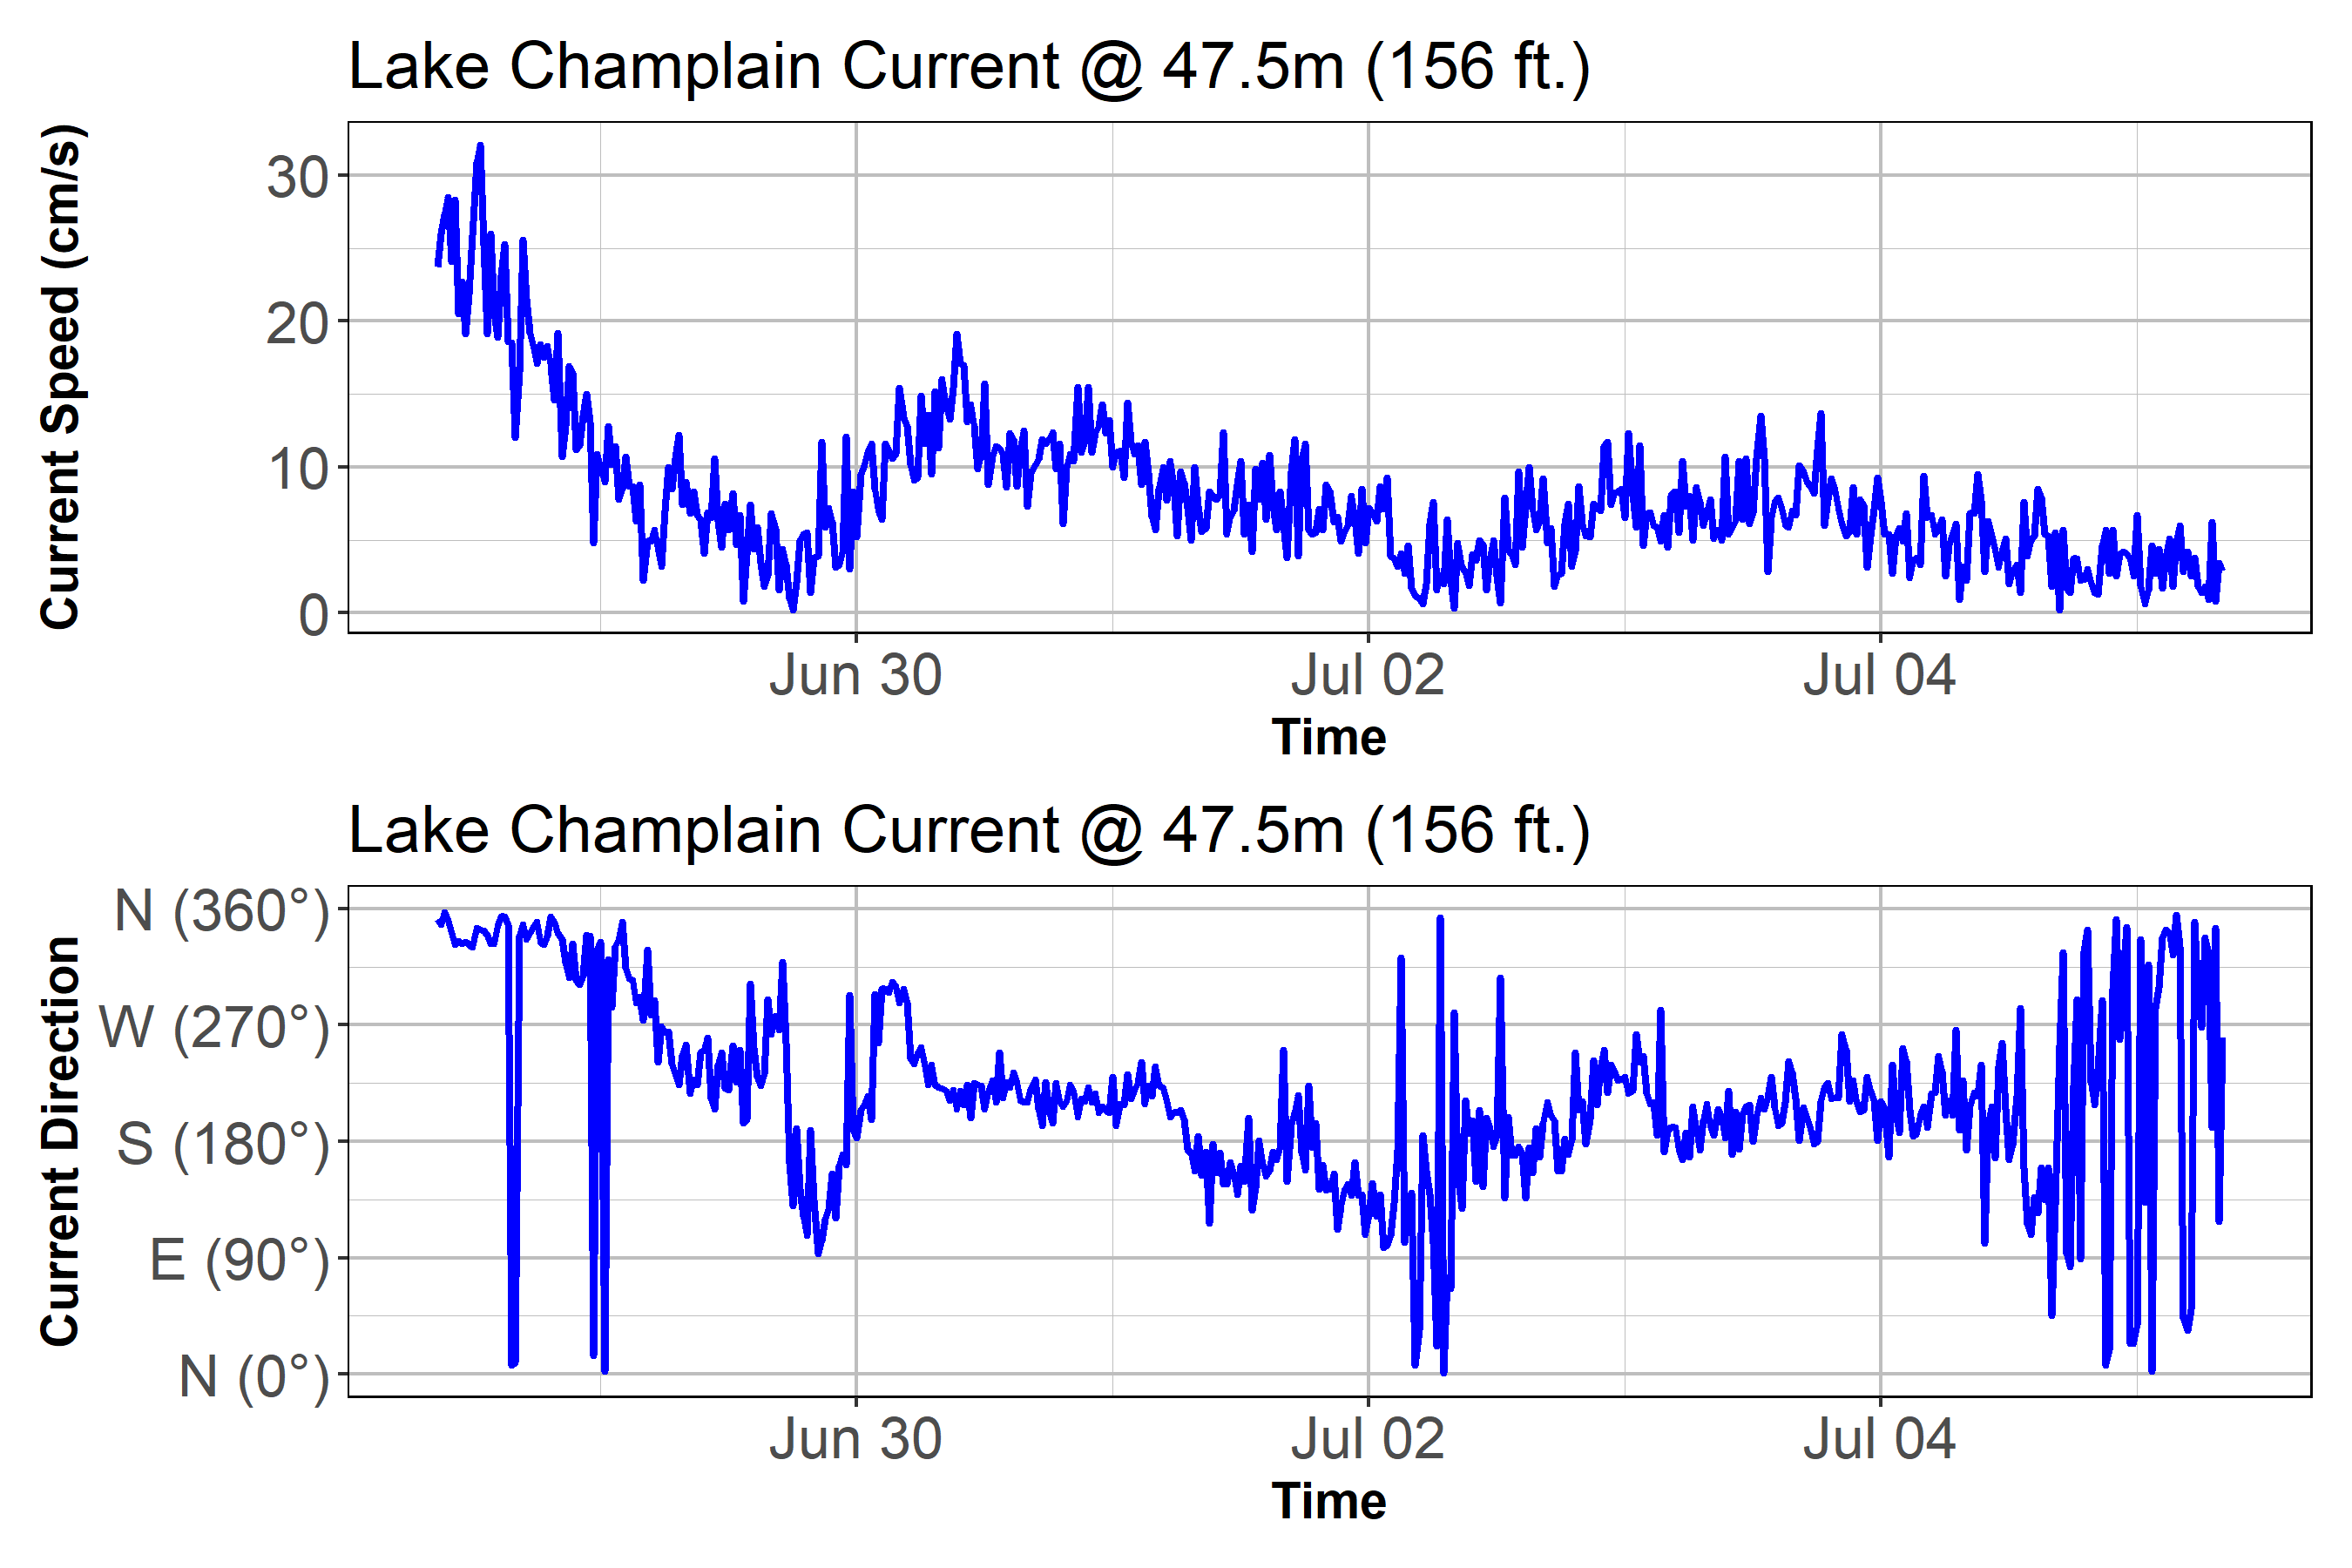 Lake Champlain Current @ 47.5m (156 ft.)
Current Speed (cm/s)
30
20
10
0
Jun 30 Jul 02 Jul 04
Time
Lake Champlain Current @ 47.5m (156 ft.)
Current Direction
N (360°)
W (270°)
S (180°)
E (90°)
N (0°)
Jun 30 Jul 02 Jul 04
Time